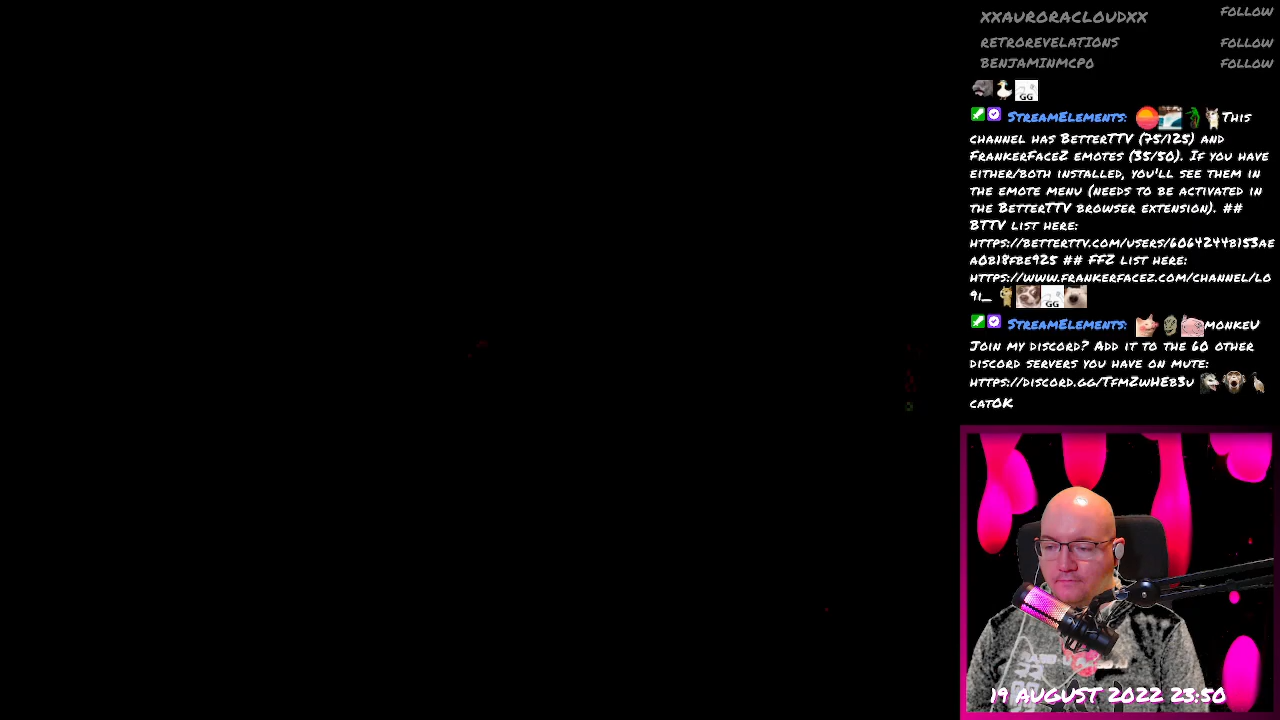 XXAURORACLOUDXX FOLLOW
RETROREVELATIONS FOLLOW
BENJAMINMCPO FOLLOW
GG
StreamElements: This
channel has BetterTTV (75/125) and
FrankerFaceZ emotes (35/50). If you have
either/both installed, you'll see them in
the emote menu (needs to be activated in
the BetterTTV browser extension). ##
BTTV list here:
https://betterttv.com/users/6064244b153ae
a0b18fbe925 ## FFZ list here:
https://www.frankerfacez.com/channel/lo
9i_ GG
StreamElements: monkeU
Join my discord? Add it to the 60 other
discord servers you have on mute:
https://discord.gg/TfmZwHEb3u
catOK
19 AUGUST 2022 23:50